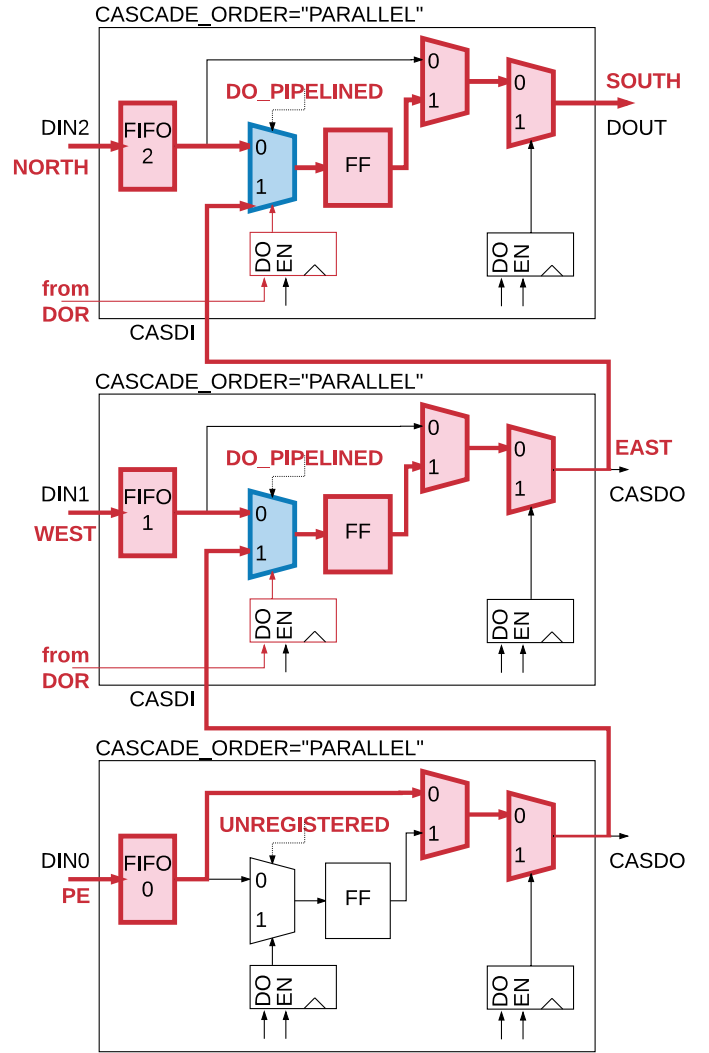 CASCADE_ORDER="PARALLEL"
0
SOUTH
DO_PIPELINED
0
1
DIN2
FIFO
2
DOUT
1
0
FF
NORTH
1
DO
EN
DO
EN
from
DOR
CASDI
CASCADE_ORDER="PARALLEL"
0
EAST
DO_PIPELINED
0
1
DIN1
FIFO
1
CASDO
1
0
FF
WEST
1
DO
EN
DO
EN
from
DOR
CASDI
CASCADE_ORDER="PARALLEL"
0
UNREGISTERED
0
1
DIN0
FIFO
0
CASDO
1
0
FF
PE
1
DO
EN
DO
EN